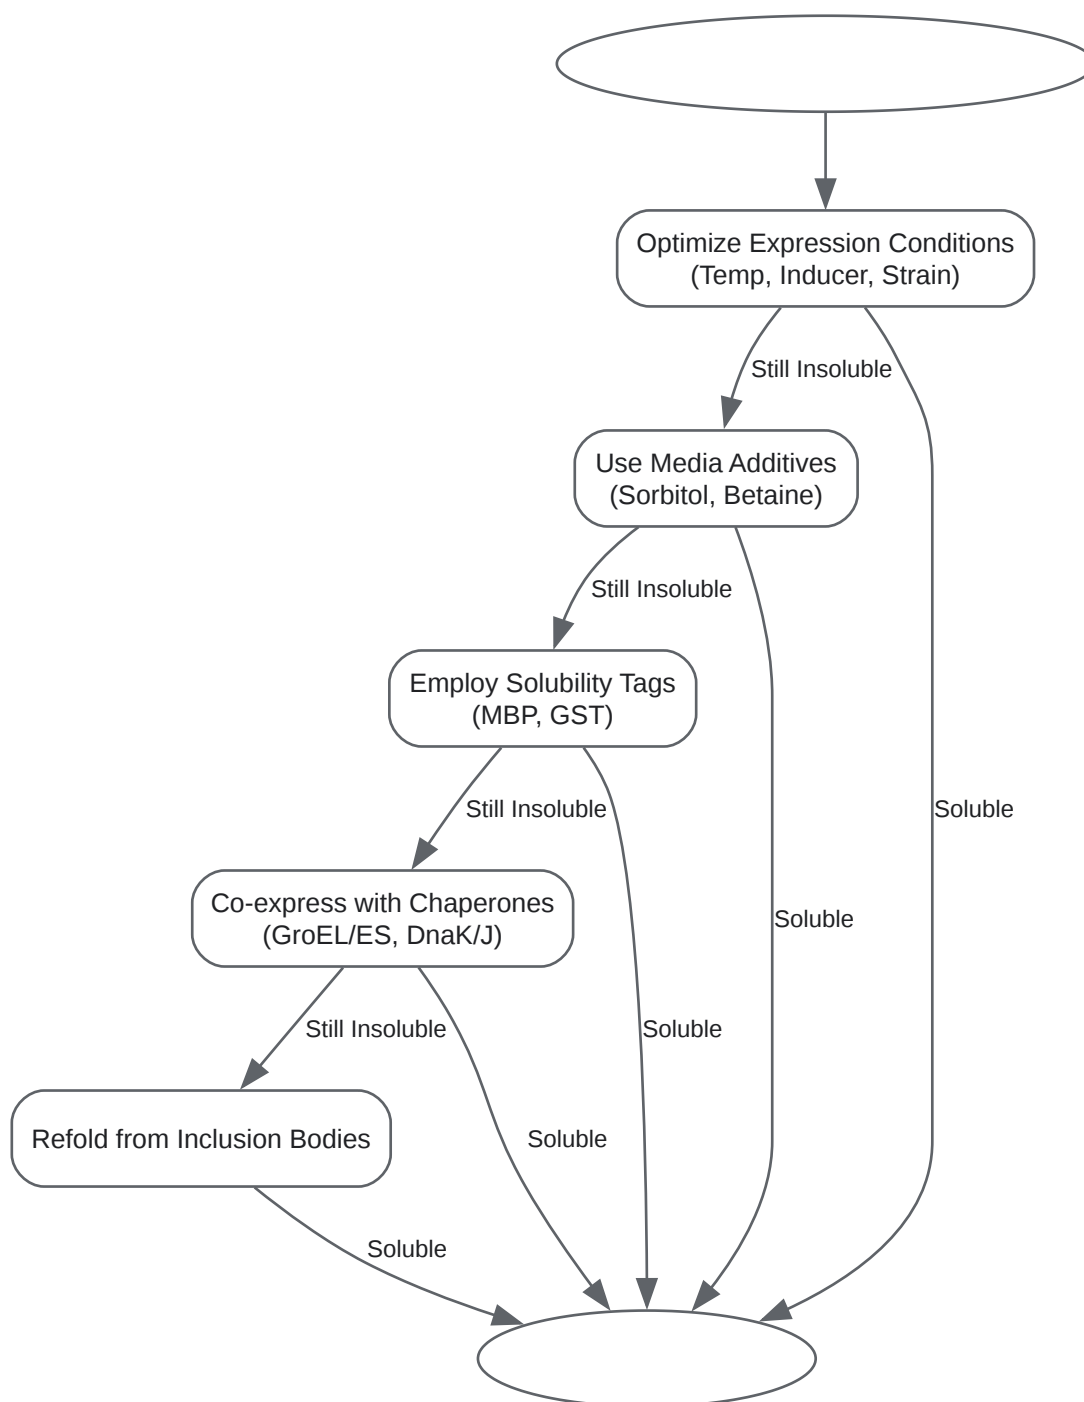 Optimize Expression Conditions
(Temp, Inducer, Strain)
Still Insoluble
Use Media Additives
(Sorbitol, Betaine)
Still Insoluble
Employ Solubility Tags
(MBP, GST)
Still Insoluble
Soluble
Co-express with Chaperones
(GroEL/ES, DnaK/J)
Soluble
Still Insoluble
Soluble
Refold from Inclusion Bodies
Soluble
Soluble